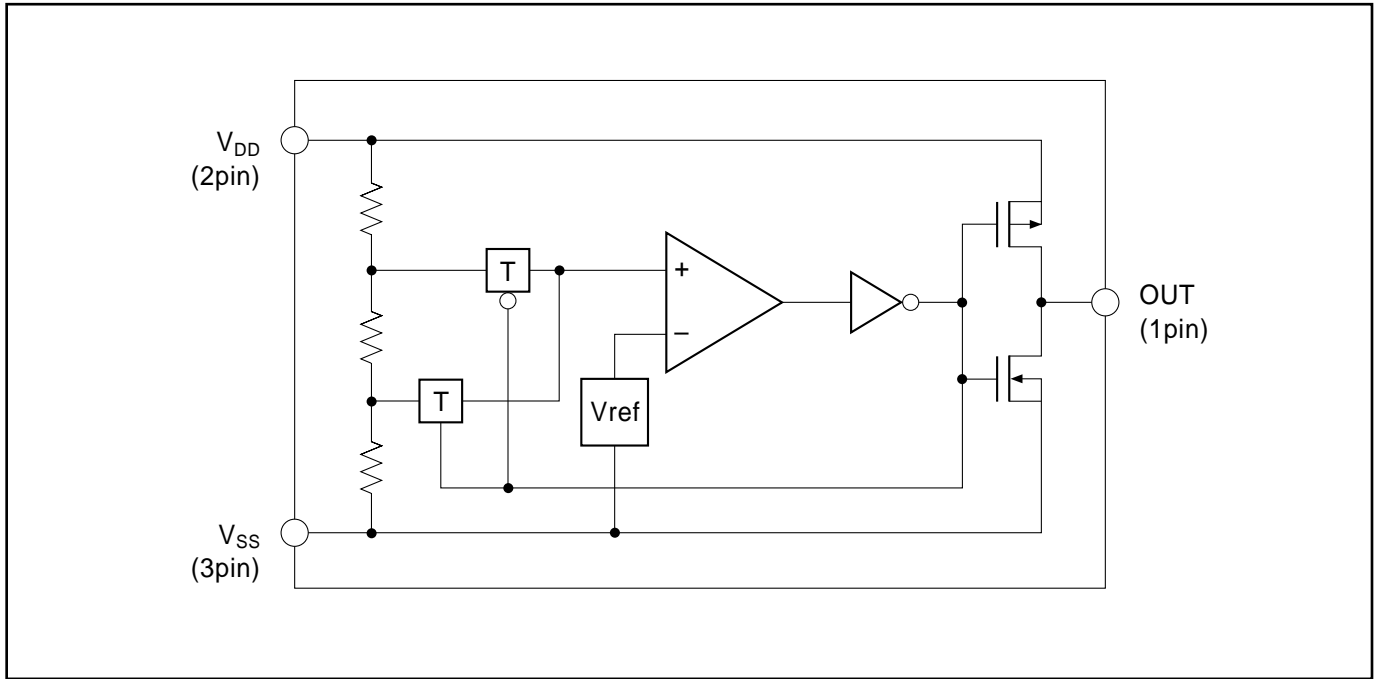 V_DD
(2pin)
T
+
−
T
Vref
OUT
(1pin)
V_SS
(3pin)